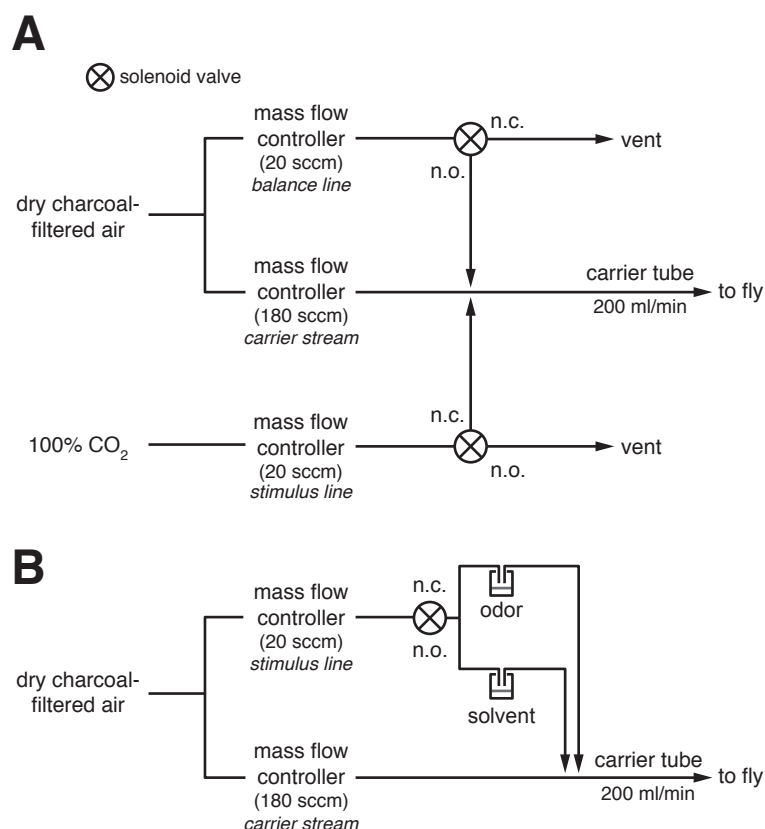 A
solenoid valve
mass flow
controller
(20 sccm)
balance line
n.c.
n.o.
vent
dry charcoal-
filtered air
mass flow
controller
(180 sccm)
carrier stream
carrier tube
200 ml/min
to fly
100% CO2
mass flow
controller
(20 sccm)
stimulus line
n.c.
n.o.
vent
B
mass flow
controller
(20 sccm)
stimulus line
n.c.
n.o.
odor
solvent
dry charcoal-
filtered air
mass flow
controller
(180 sccm)
carrier stream
carrier tube
200 ml/min
to fly